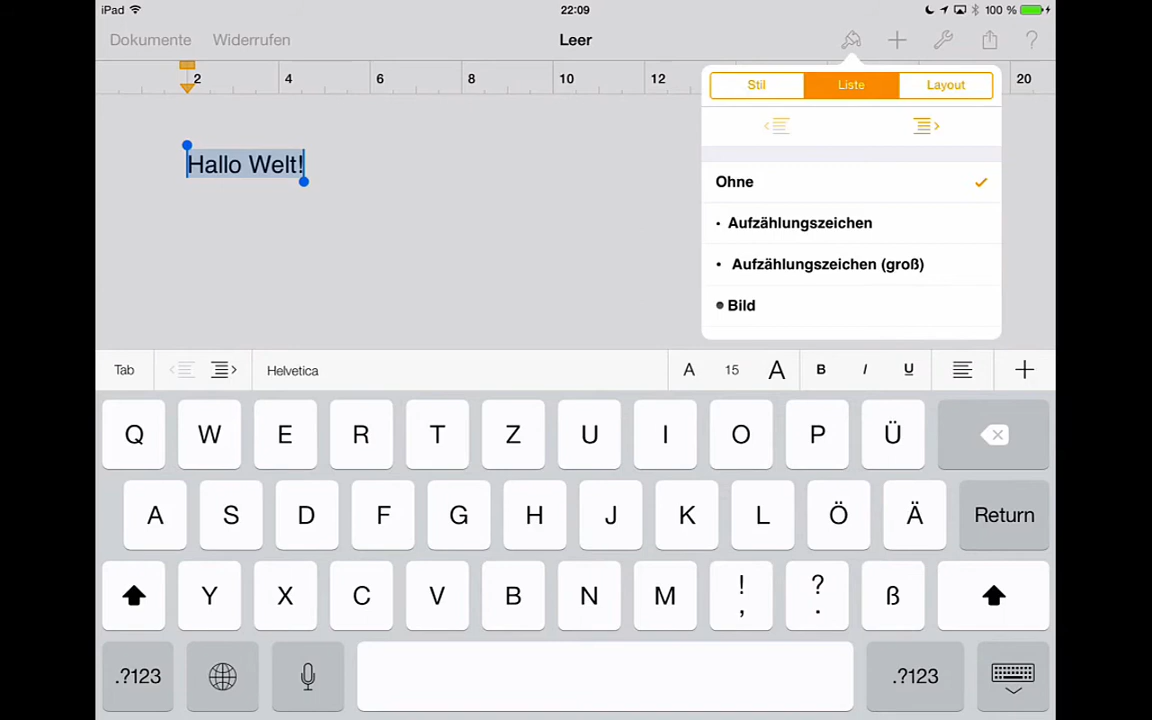 iPad 22:09 100 %
Dokumente Widerrufen Leer ?
2 4 6 8 10 12 20
Stil Liste Layout
Hallo Welt!
Ohne
• Aufzählungszeichen
• Aufzählungszeichen (groß)
Bild
Tab Helvetica A 15 A B I U
Q W E R T Z U I O P Ü
A S D F G H J K L Ö Ä Return
Y X C V B N M ! , ? . ß
.?123 .?123